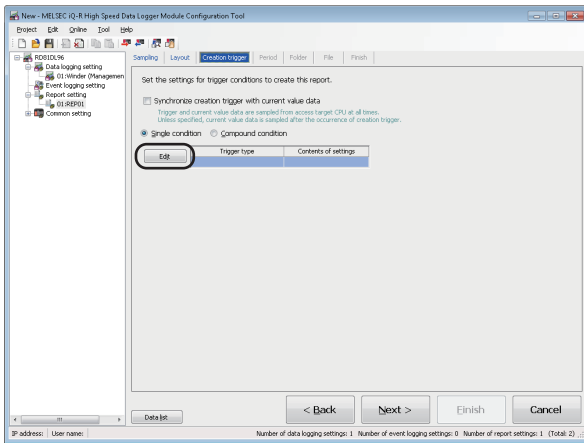 New - MELSEC iQ-R High Speed Data Logger Module Configuration Tool
Project Edit Online Tool Help
RD81DL96
Data logging setting
01:Winder (Managemen
Event logging setting
Report setting
01:REP01
Common setting
Sampling Layout Creation trigger Period Folder File Finish
Set the settings for trigger conditions to create this report.
Synchronize creation trigger with current value data
Trigger and current value data are sampled from access target CPU at all times.
Unless specified, current value data is sampled after the occurrence of creation trigger.
Single condition Compound condition
Edit Trigger type Contents of settings
Data list < Back Next > Finish Cancel
IP address: User name: Number of data logging settings: 1 Number of event logging settings: 0 Number of report settings: 1 (Total: 2)